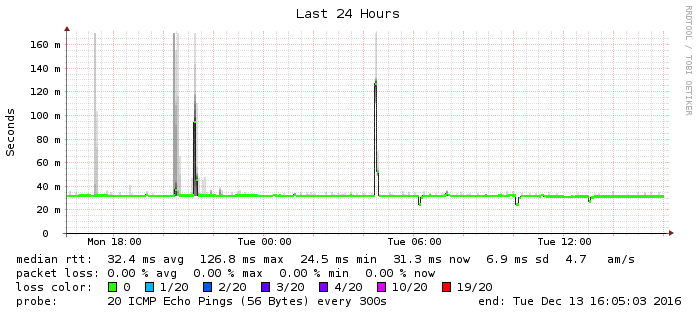 Last 24 Hours
RRDTOOL / TOBI OETIKER
Seconds
160 m
140 m
120 m
100 m
80 m
60 m
40 m
20 m
0
Mon 18:00 Tue 00:00 Tue 06:00 Tue 12:00
median rtt: 32.4 ms avg 126.8 ms max 24.5 ms min 31.3 ms now 6.9 ms sd 4.7 am/s
packet loss: 0.00 % avg 0.00 % max 0.00 % min 0.00 % now
loss color: 0 1/20 2/20 3/20 4/20 10/20 19/20
probe: 20 ICMP Echo Pings (56 Bytes) every 300s end: Tue Dec 13 16:05:03 2016